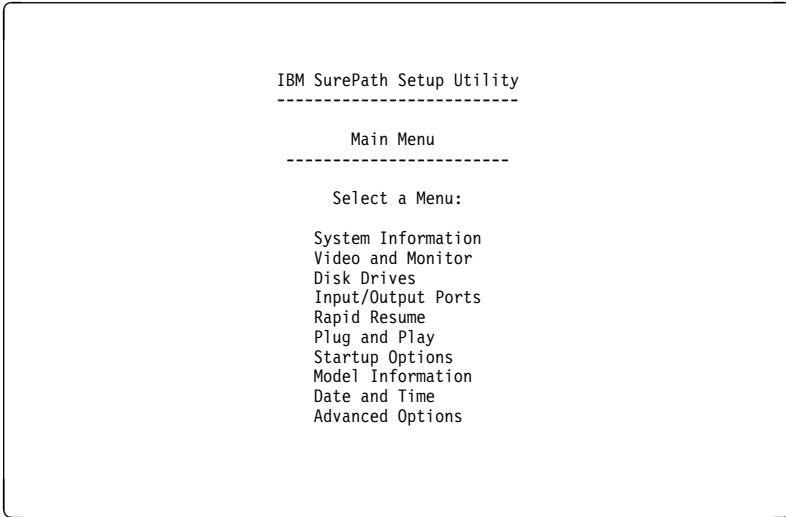 IBM SurePath Setup Utility
--------------------------
Main Menu
------------------------
Select a Menu:
System Information
Video and Monitor
Disk Drives
Input/Output Ports
Rapid Resume
Plug and Play
Startup Options
Model Information
Date and Time
Advanced Options